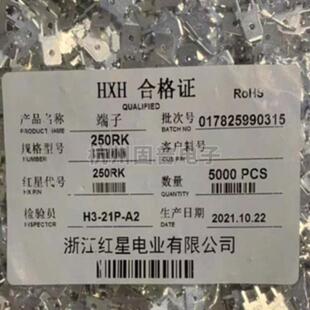 HXH 合格证 RoHS
QUALIFIED
产品名称 端子 批次号 017825990315
PRODUCT NAME BATCH NO
规格型号 250RK 客户料号
NUMBER CUS P/N
红星代号 250RK 数量 5000 PCS
HX P/N QUANTITY
检验员 H3-21P-A2 生产日期 2021.10.22
INSPECTOR DATE
浙江红星电业有限公司